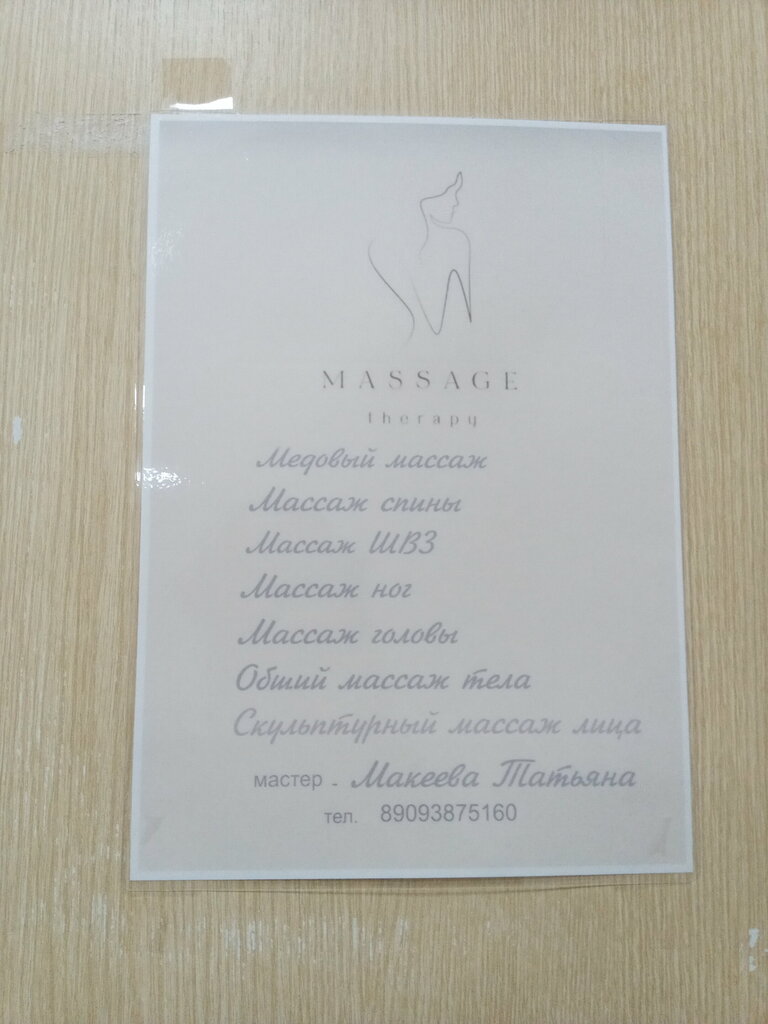 MASSAGE
therapy
Медовый массаж
Массаж спины
Массаж ШВЗ
Массаж ног
Массаж головы
Обший массаж тела
Скульптурный массаж лица
мастер - Макеева Татьяна
тел. 89093875160